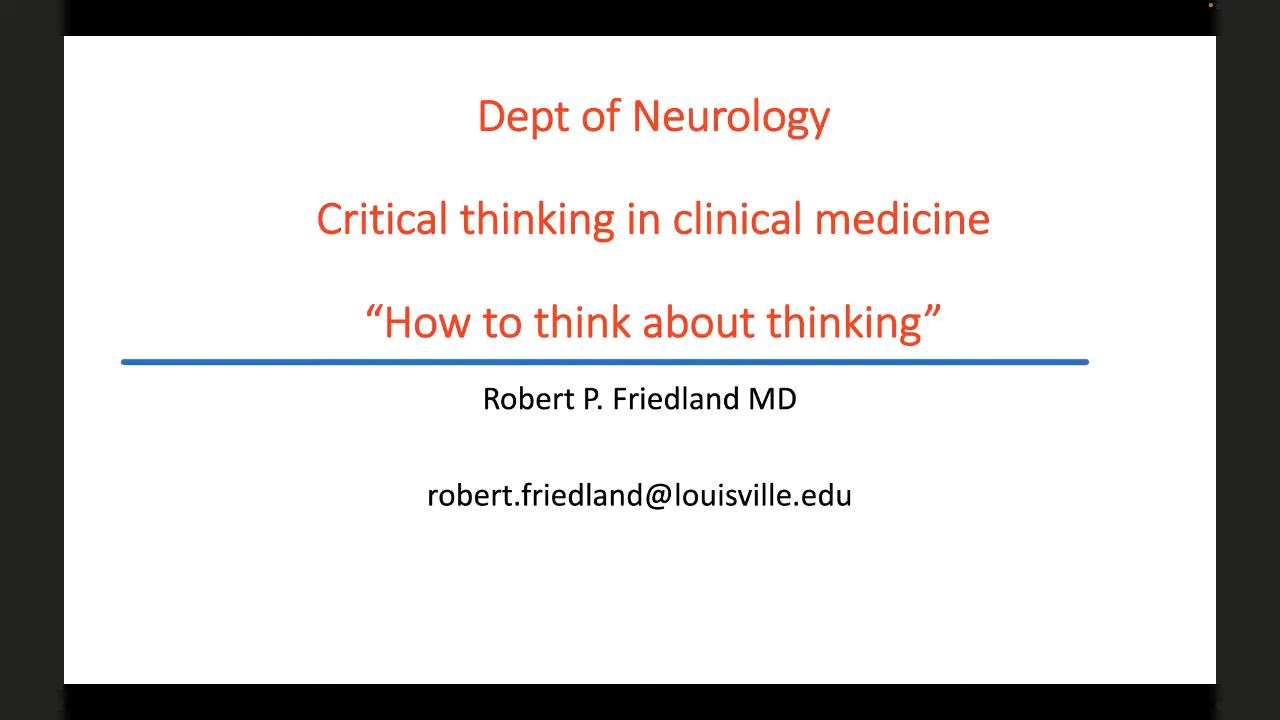 Dept of Neurology
Critical thinking in clinical medicine
“How to think about thinking”
Robert P. Friedland MD
robert.friedland@louisville.edu